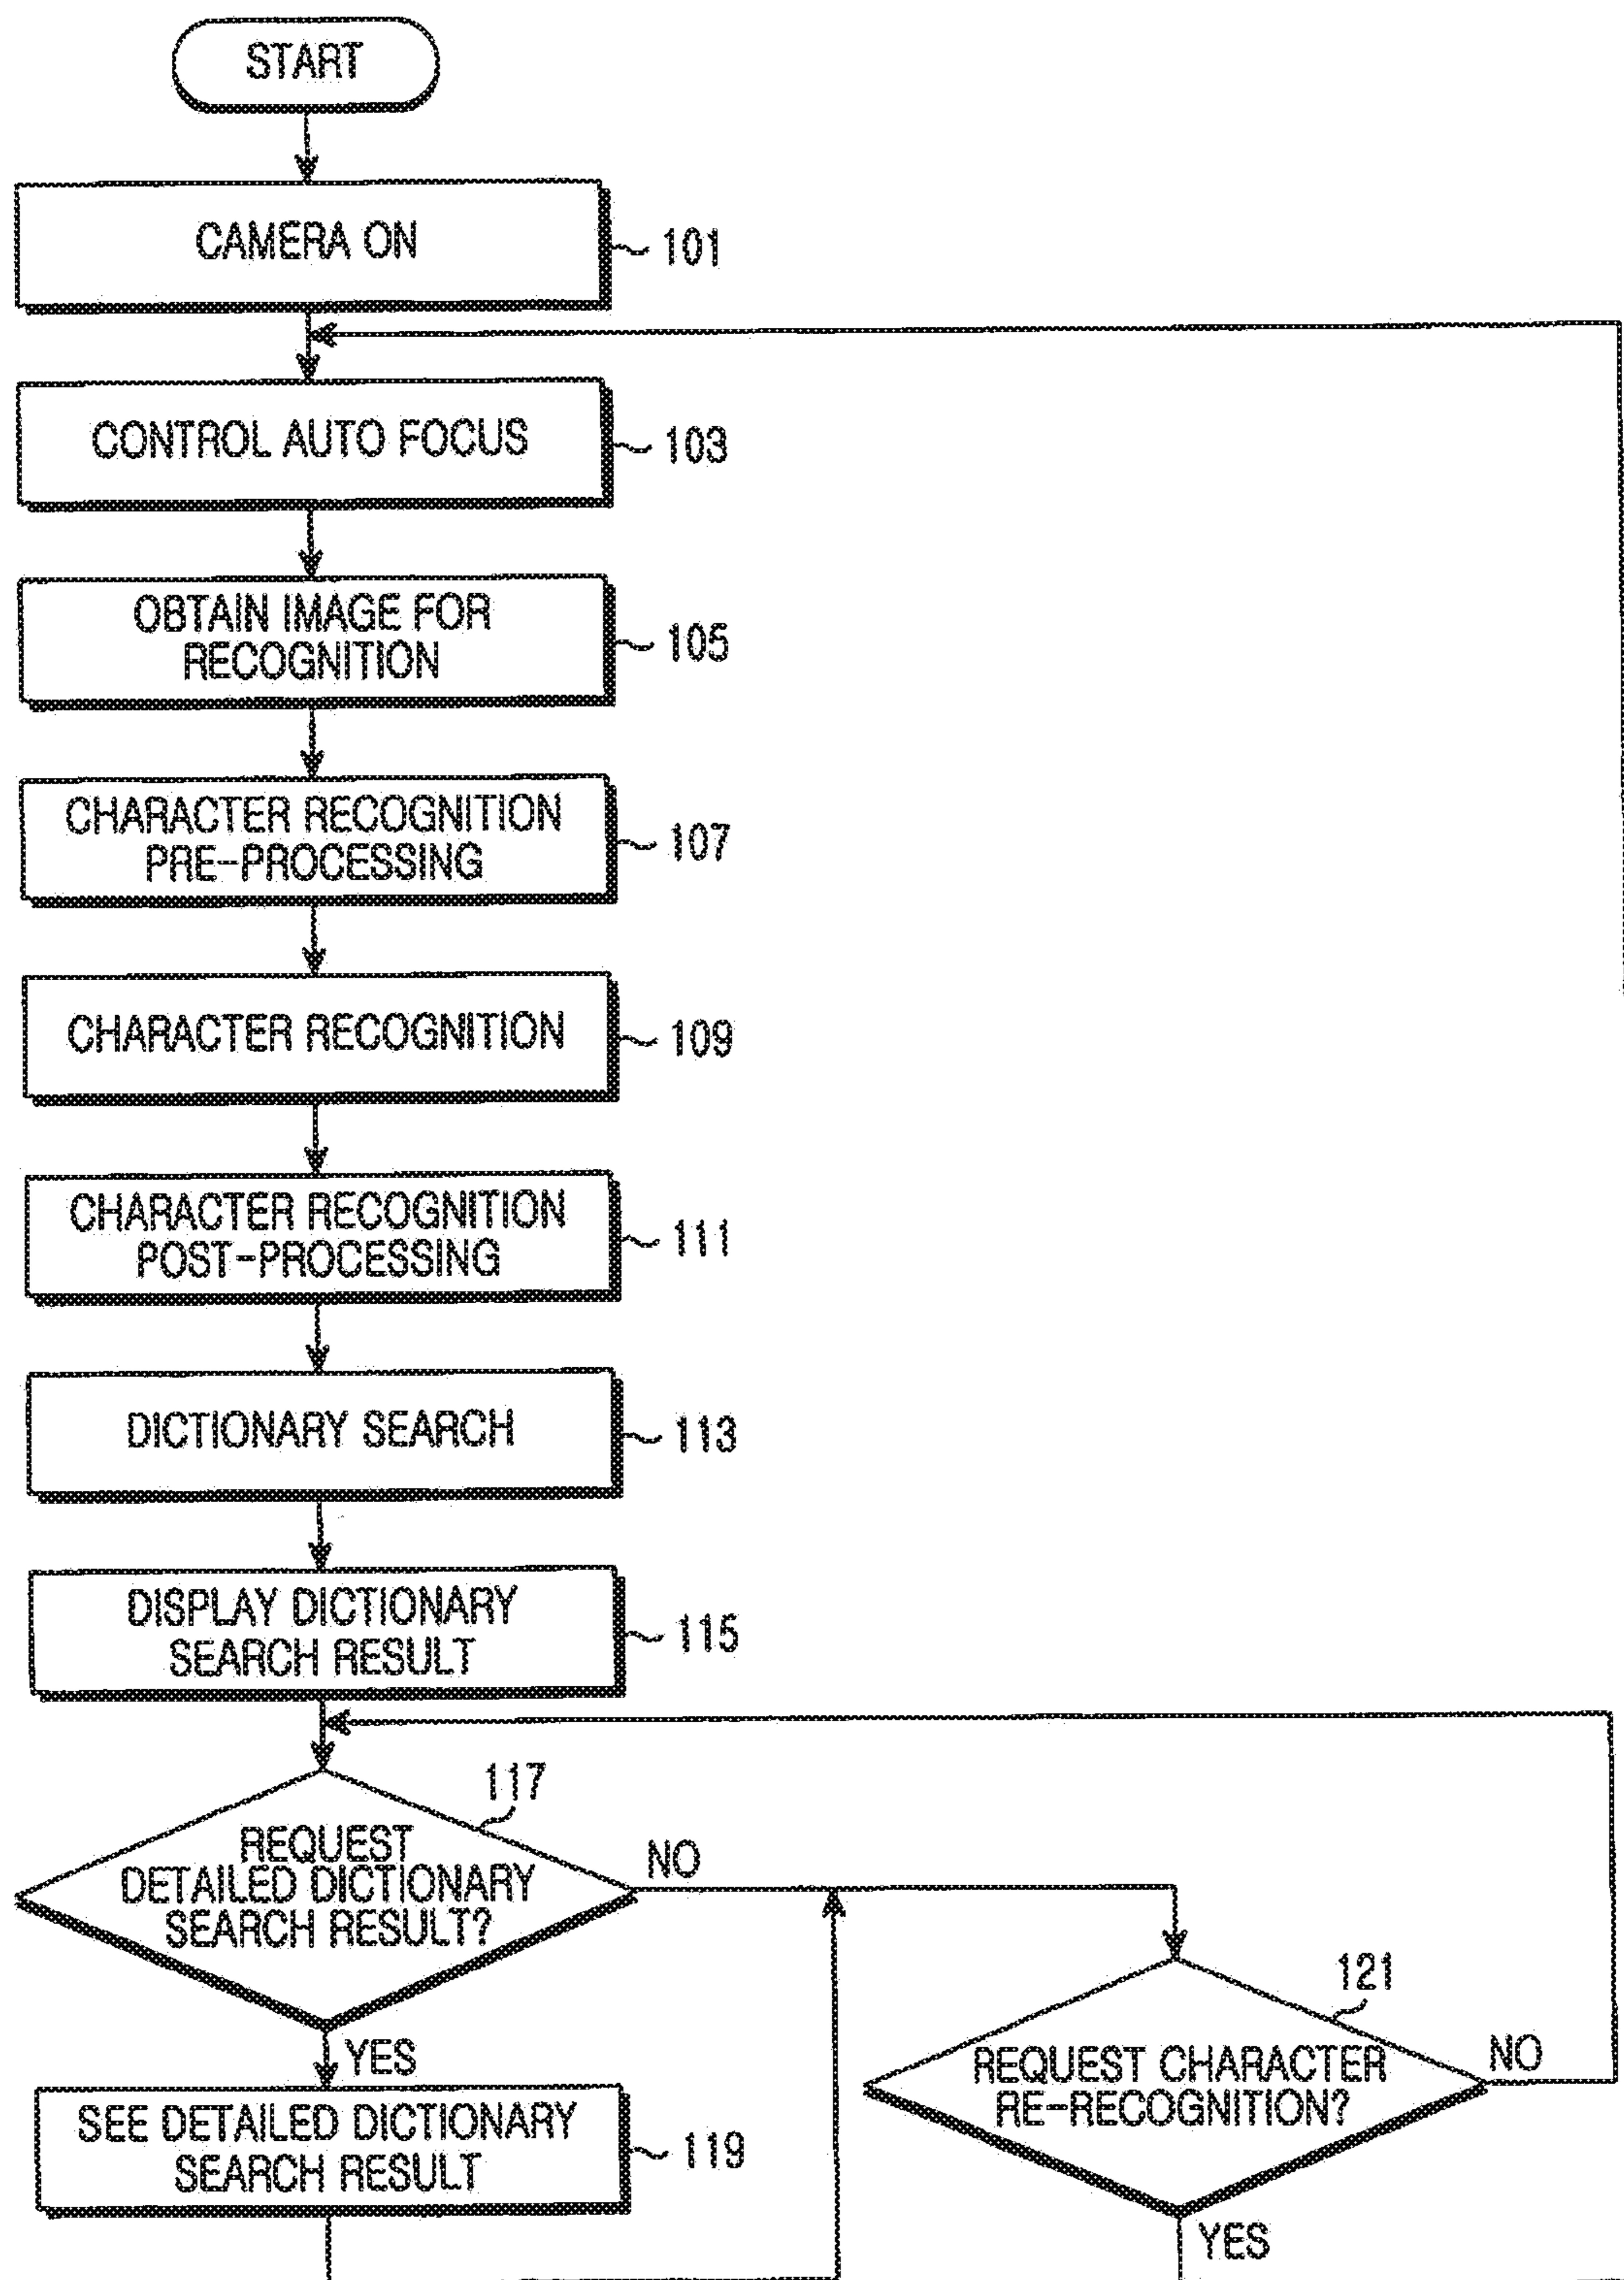 START
CAMERA ON
101
CONTROL AUTO FOCUS
103
OBTAIN IMAGE FOR
RECOGNITION
105
CHARACTER RECOGNITION
PRE-PROCESSING
107
CHARACTER RECOGNITION
109
CHARACTER RECOGNITION
POST-PROCESSING
111
DICTIONARY SEARCH
113
DISPLAY DICTIONARY
SEARCH RESULT
115
117
REQUEST
DETAILED DICTIONARY
SEARCH RESULT?
NO
YES
121
REQUEST CHARACTER
RE-RECOGNITION?
NO
YES
SEE DETAILED DICTIONARY
SEARCH RESULT
119